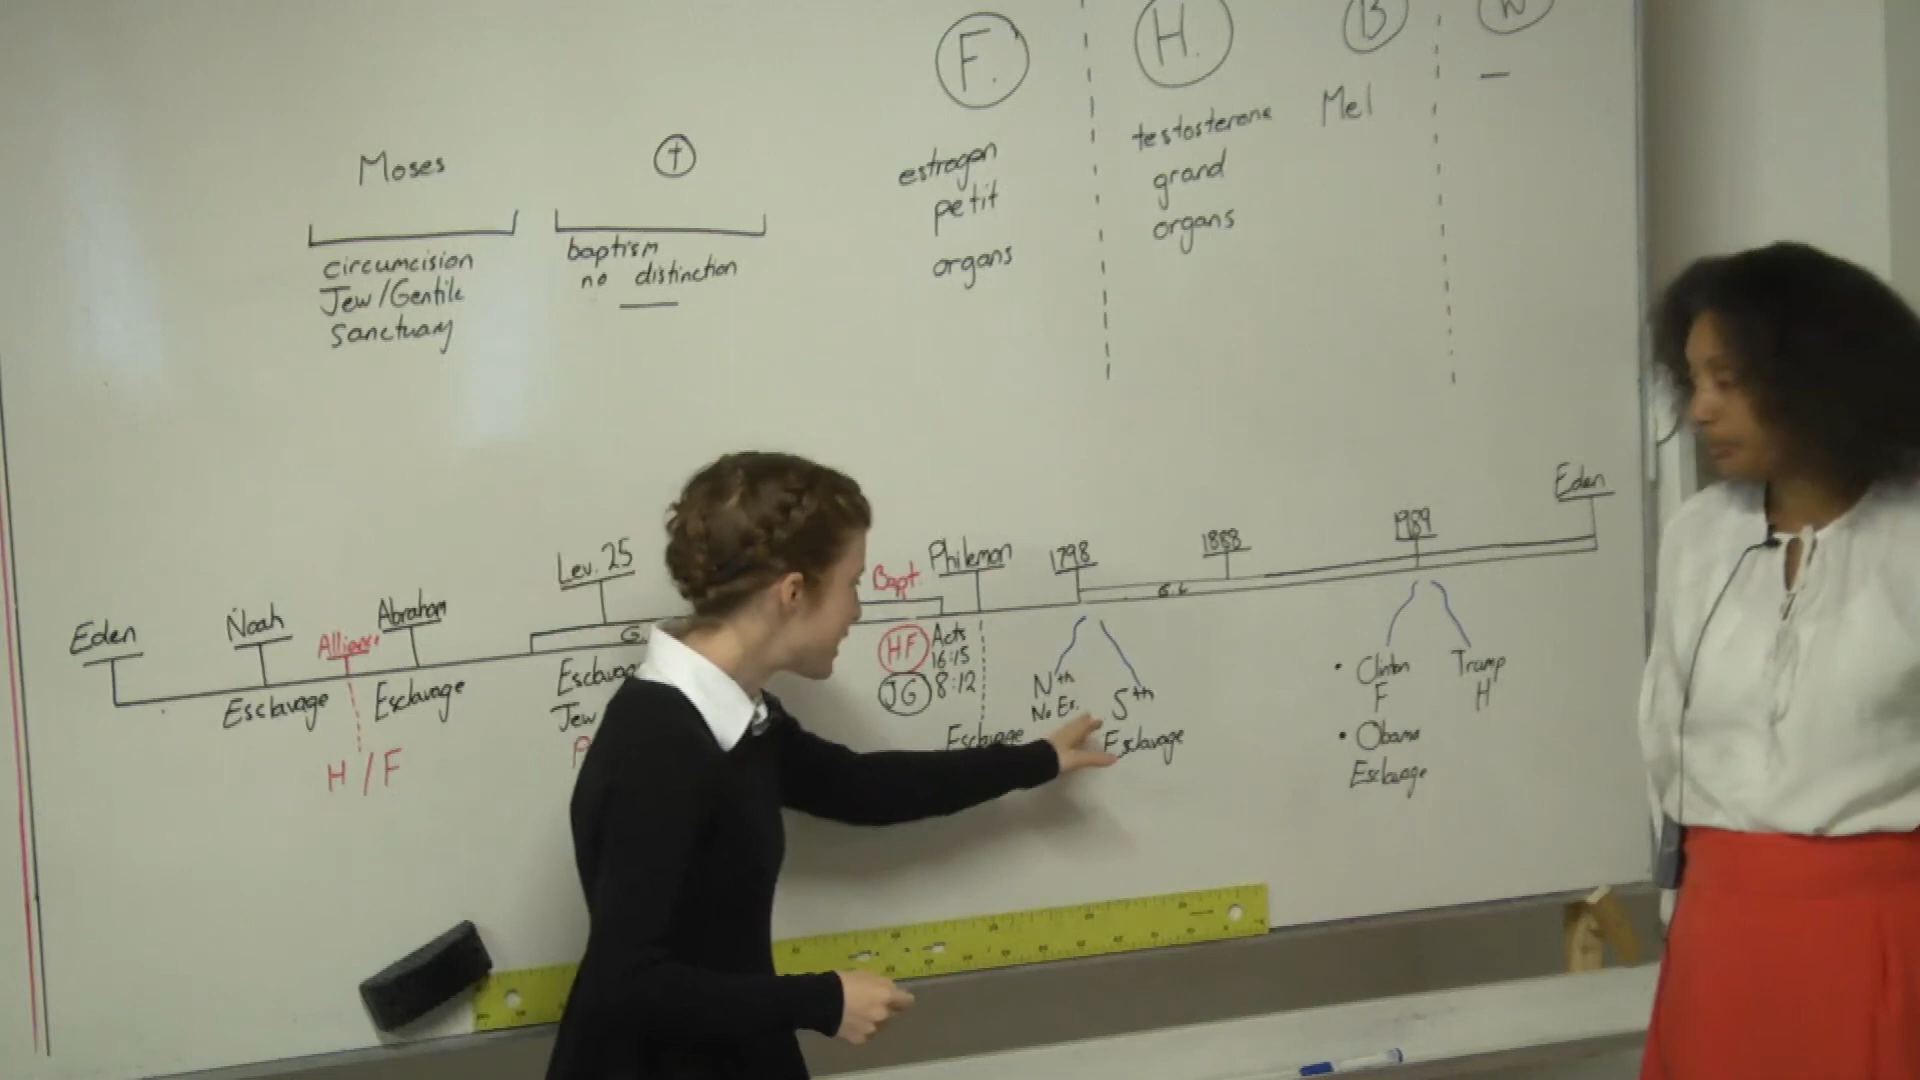 F.
H.
B
estrogen
petit
organs
testosterone
grand
organs
Mel
Moses
circumcision
Jew/Gentile
Sanctuary
baptism
no distinction
Eden
Noah
Alliance
Abraham
Lev. 25
Bapt.
Philemon
1798
1888
1989
Eden
G.
Esclavage
H / F
Esclavage
Jew
HF
JG
Acts
16:15
8:12
Esclavage
Nth
No Es.
Sth
Esclavage
• Clinton
F
• Obama
Esclavage
Trump
H